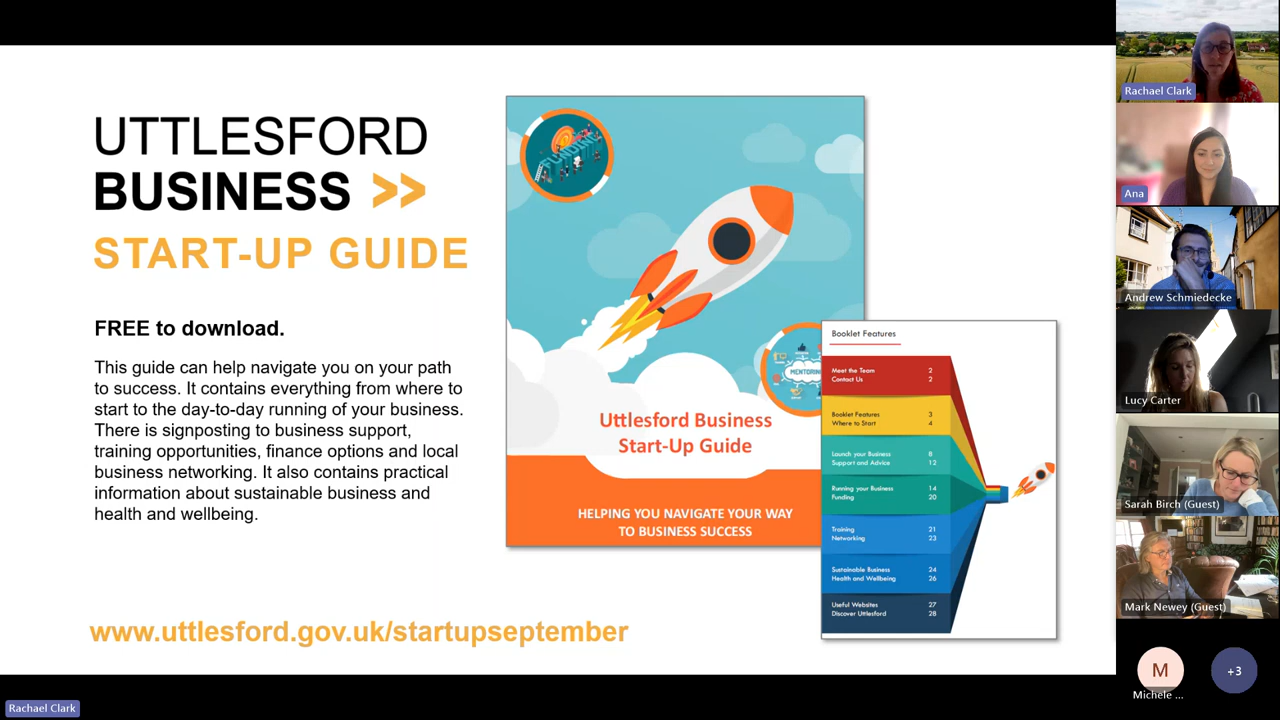 UTTLESFORD
BUSINESS >>
START-UP GUIDE
FREE to download.
This guide can help navigate you on your path
to success. It contains everything from where to
start to the day-to-day running of your business.
There is signposting to business support,
training opportunities, finance options and local
business networking. It also contains practical
information about sustainable business and
health and wellbeing.
www.uttlesford.gov.uk/startupseptember
FUNDING
MENTORING
Uttlesford Business
Start-Up Guide
HELPING YOU NAVIGATE YOUR WAY
TO BUSINESS SUCCESS
Booklet Features
Meet the Team 2
Contact Us 2
Booklet Features 3
Where to Start 4
Launch your Business 8
Support and Advice 12
Running your Business 14
Funding 20
Training 21
Networking 23
Sustainable Business 24
Health and Wellbeing 26
Useful Websites 27
Discover Uttlesford 28
Rachael Clark
Ana
Andrew Schmiedecke
Lucy Carter
Sarah Birch (Guest)
Mark Newey (Guest)
M
Michele ...
+3
Rachael Clark